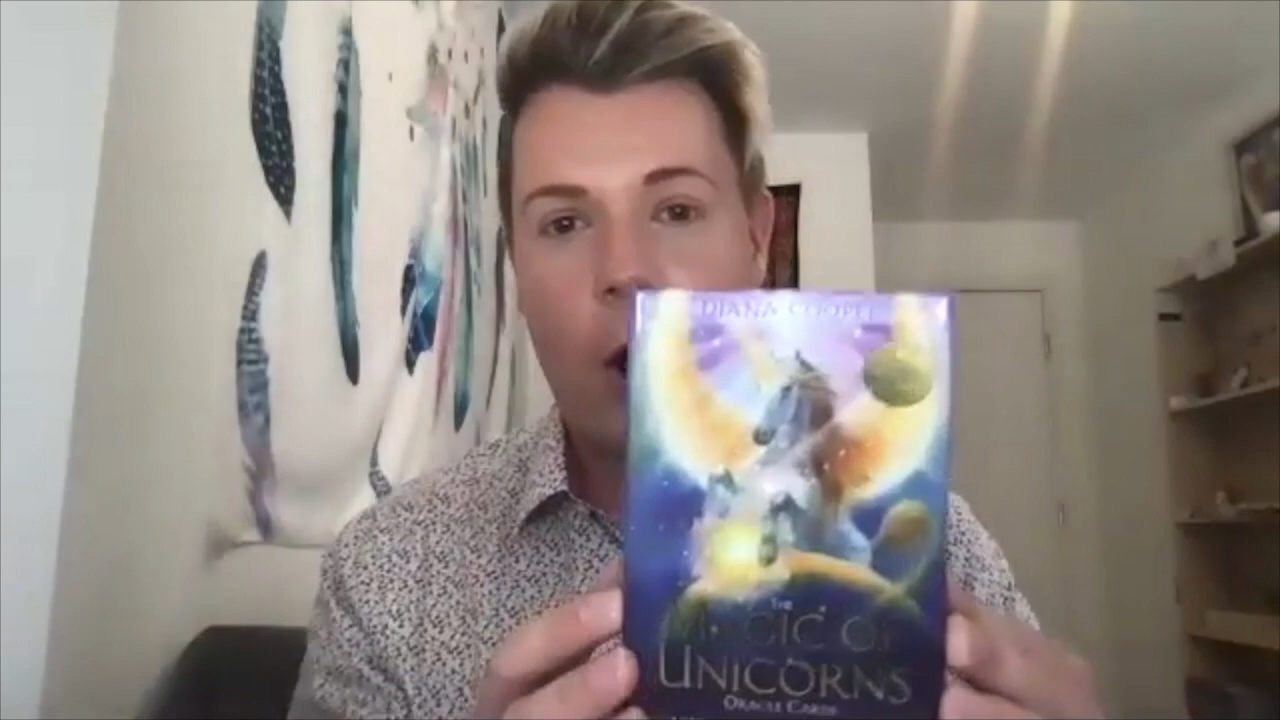 DIANA COOPER
THE
MAGIC OF
UNICORNS
ORACLE CARDS